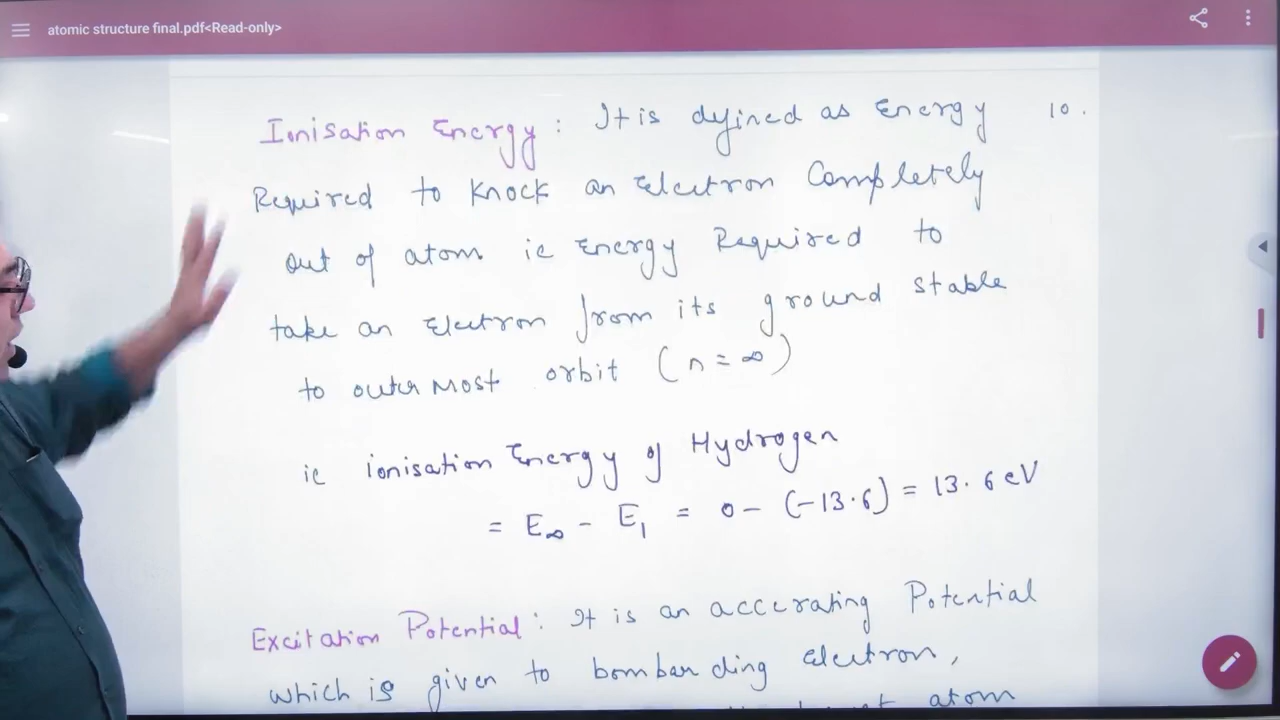 atomic structure final.pdf<Read-only>
Ionisation Energy : It is defined as Energy 10.
Required to knock an Electron Completely
out of atom ie Energy Required to
take an Electron from its ground stable
to outer most orbit (n = ∞)
ie ionisation Energy of Hydrogen
= E∞ - E1 = 0 - (-13.6) = 13.6 eV
Excitation Potential : It is an accerating Potential
which is given to bombarding Electron,
atom